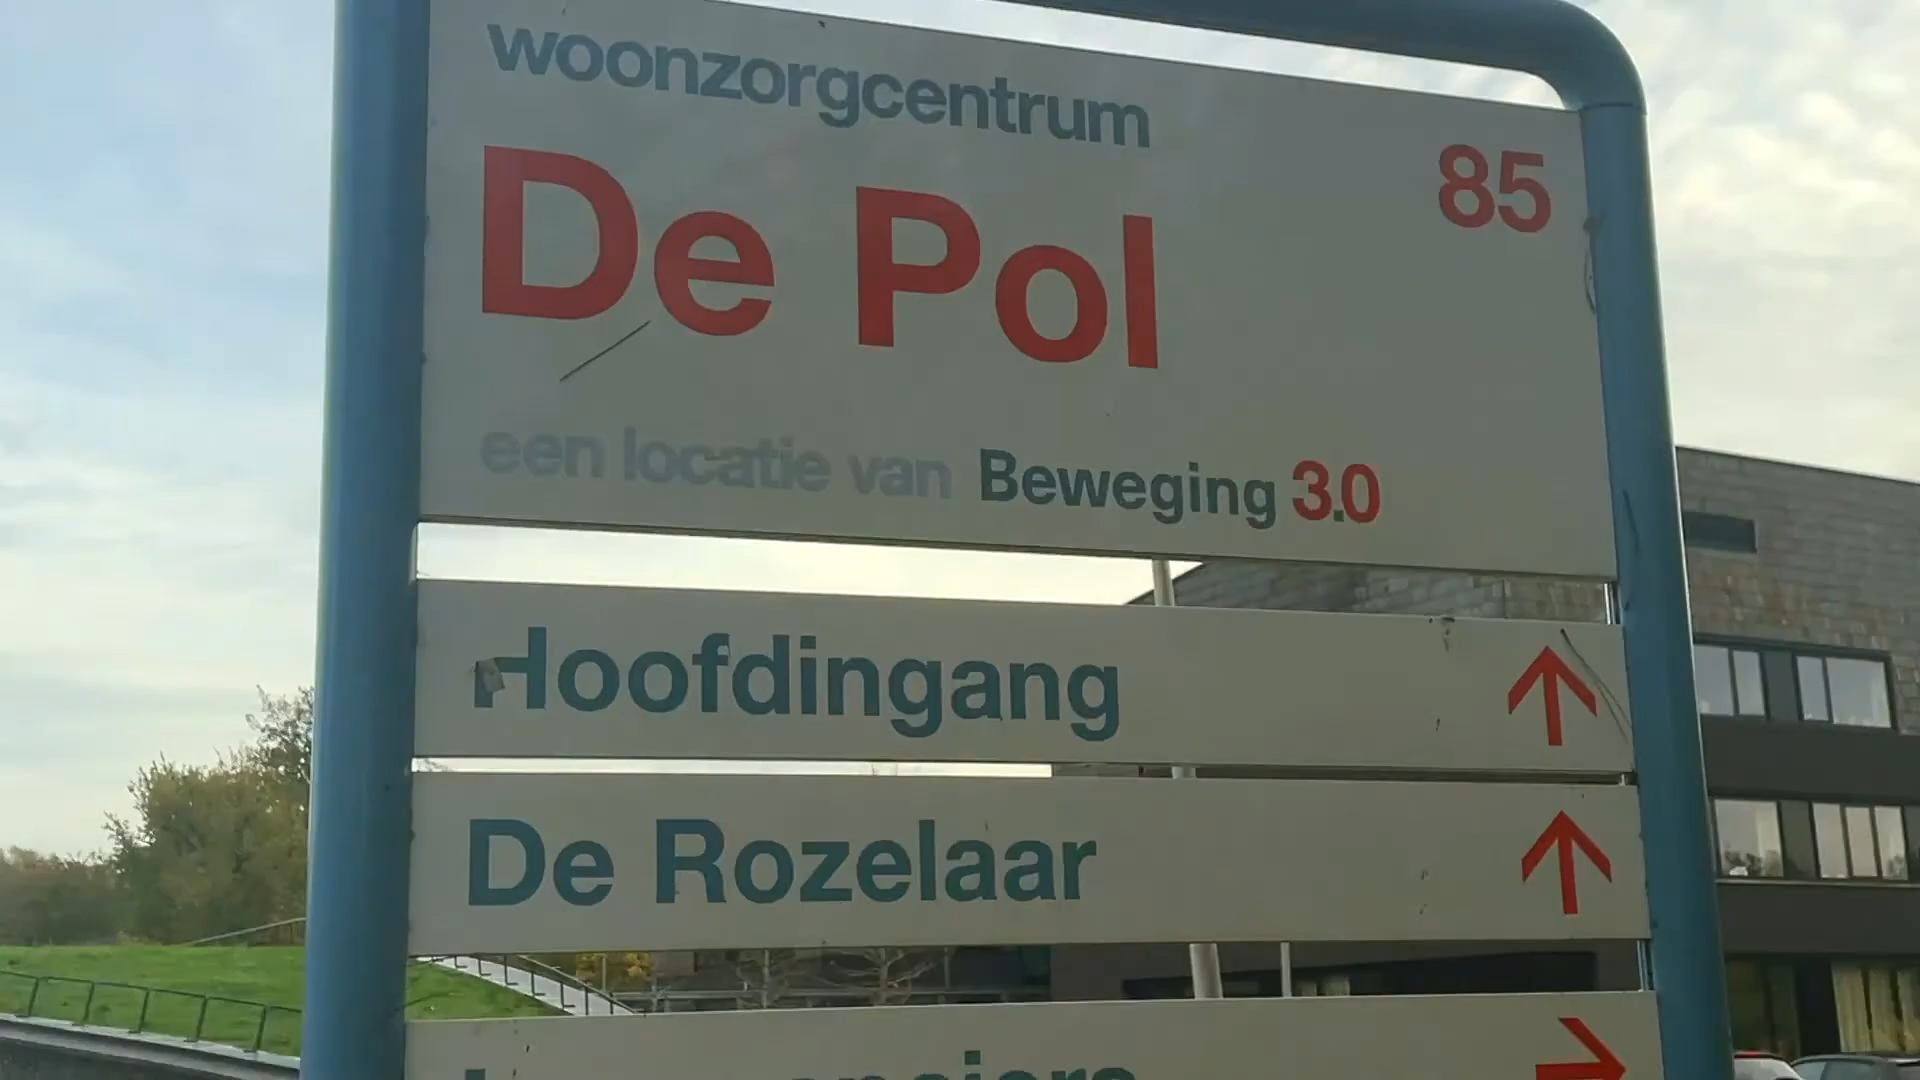 woonzorgcentrum
De Pol
85
een locatie van Beweging 3.0
Hoofdingang
De Rozelaar